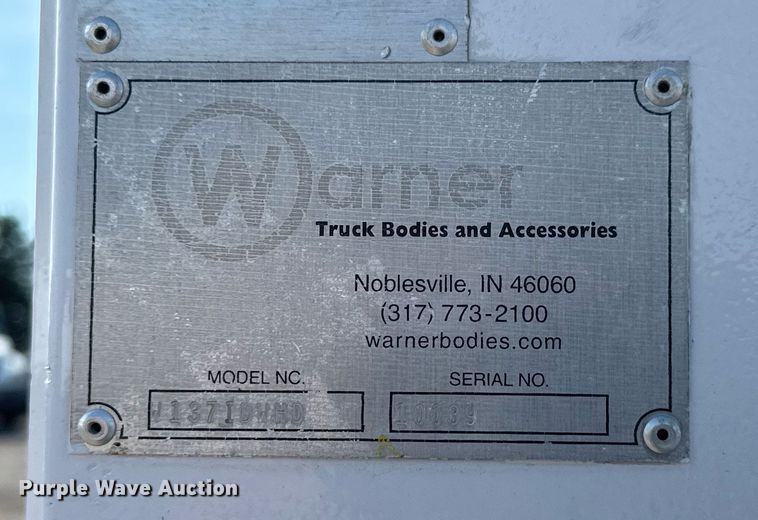 Warner
Truck Bodies and Accessories
Noblesville, IN 46060
(317) 773-2100
warnerbodies.com
MODEL NO.
SERIAL NO.
Purple Wave Auction